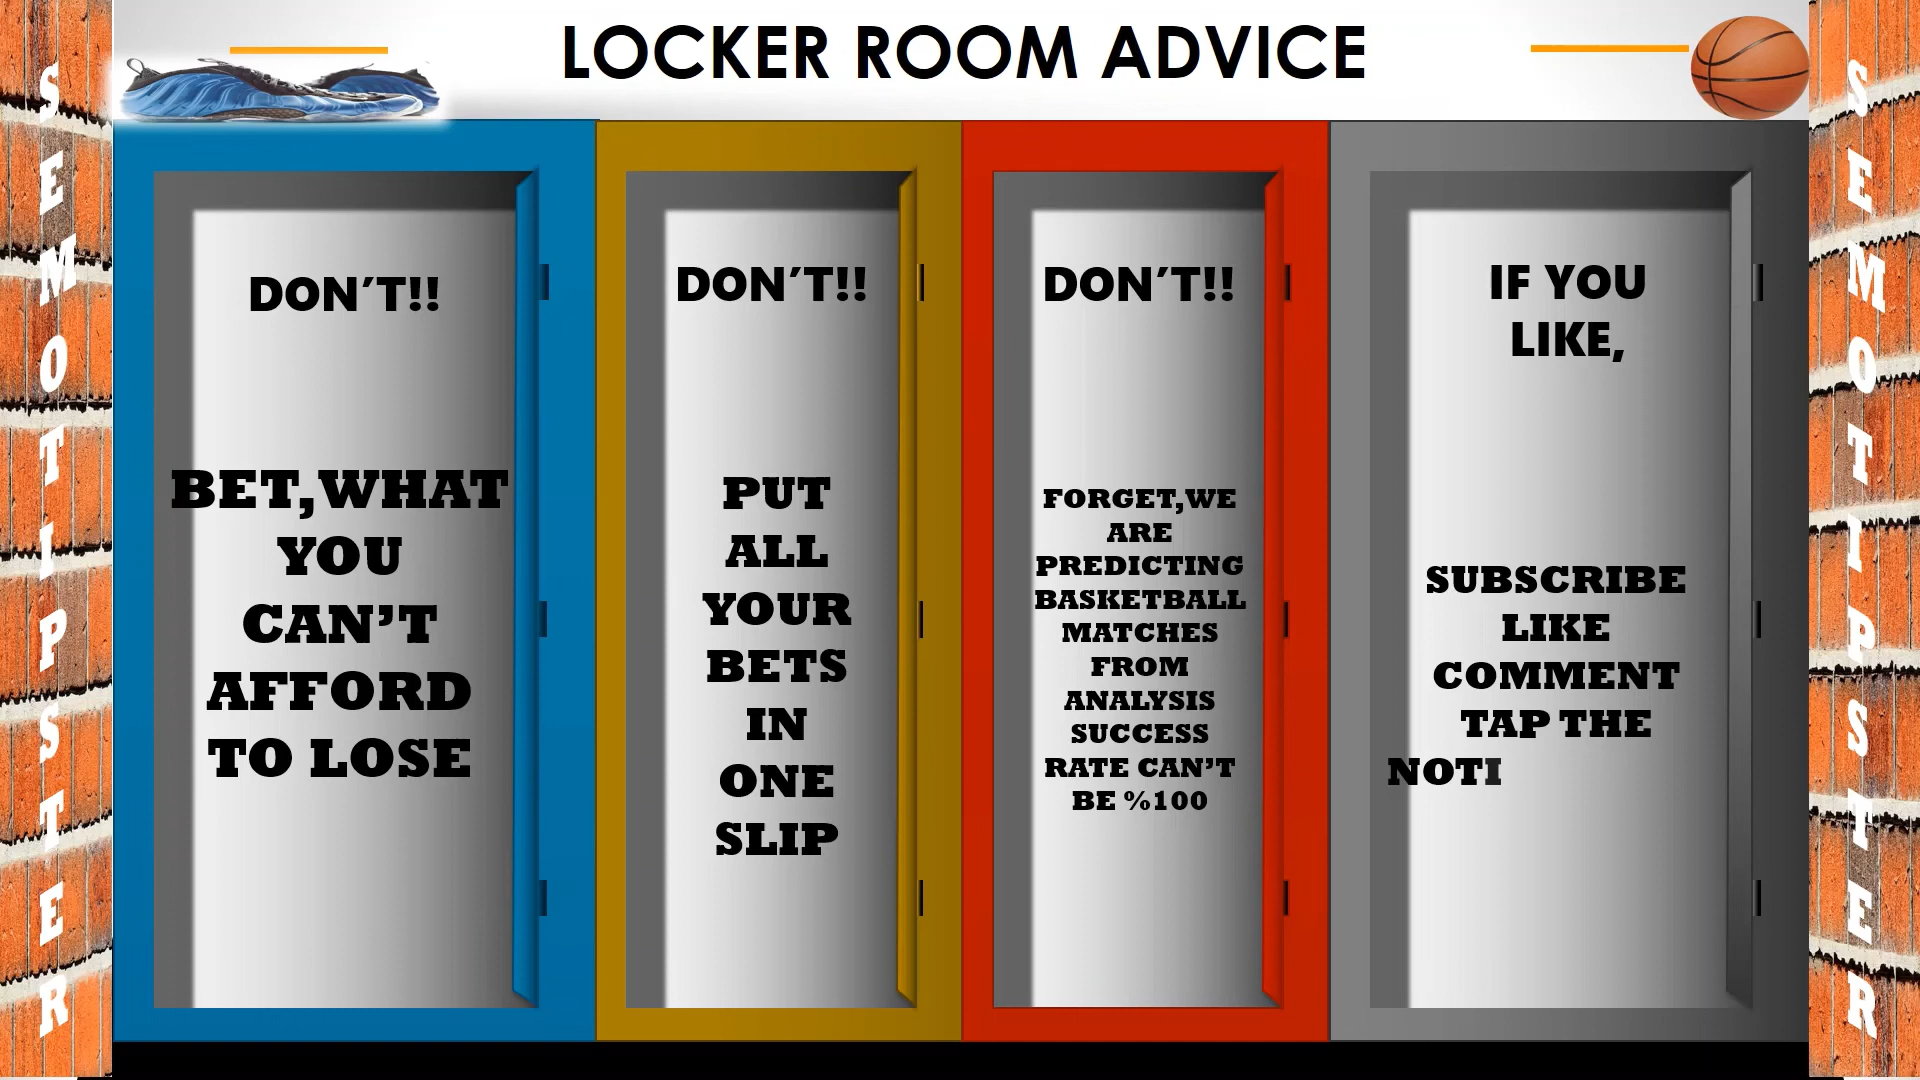 LOCKER ROOM ADVICE
SEMOTIPSTER
DON'T!!
BET,WHAT
YOU
CAN'T
AFFORD
TO LOSE
DON'T!!
PUT
ALL
YOUR
BETS
IN
ONE
SLIP
DON'T!!
FORGET,WE
ARE
PREDICTING
BASKETBALL
MATCHES
FROM
ANALYSIS
SUCCESS
RATE CAN'T
BE %100
IF YOU
LIKE,
SUBSCRIBE
LIKE
COMMENT
TAP THE
NOTI
SEMOTIPSTER